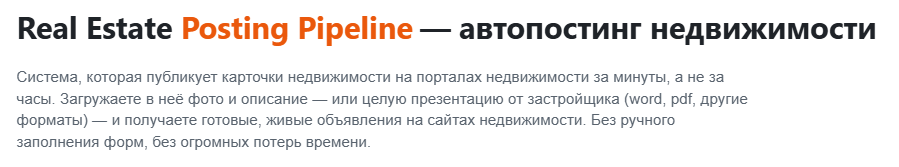 Real Estate Posting Pipeline — автопостинг недвижимости
Система, которая публикует карточки недвижимости на порталах недвижимости за минуты, а не за
часы. Загружаете в неё фото и описание — или целую презентацию от застройщика (word, pdf, другие
форматы) — и получаете готовые, живые объявления на сайтах недвижимости. Без ручного
заполнения форм, без огромных потерь времени.